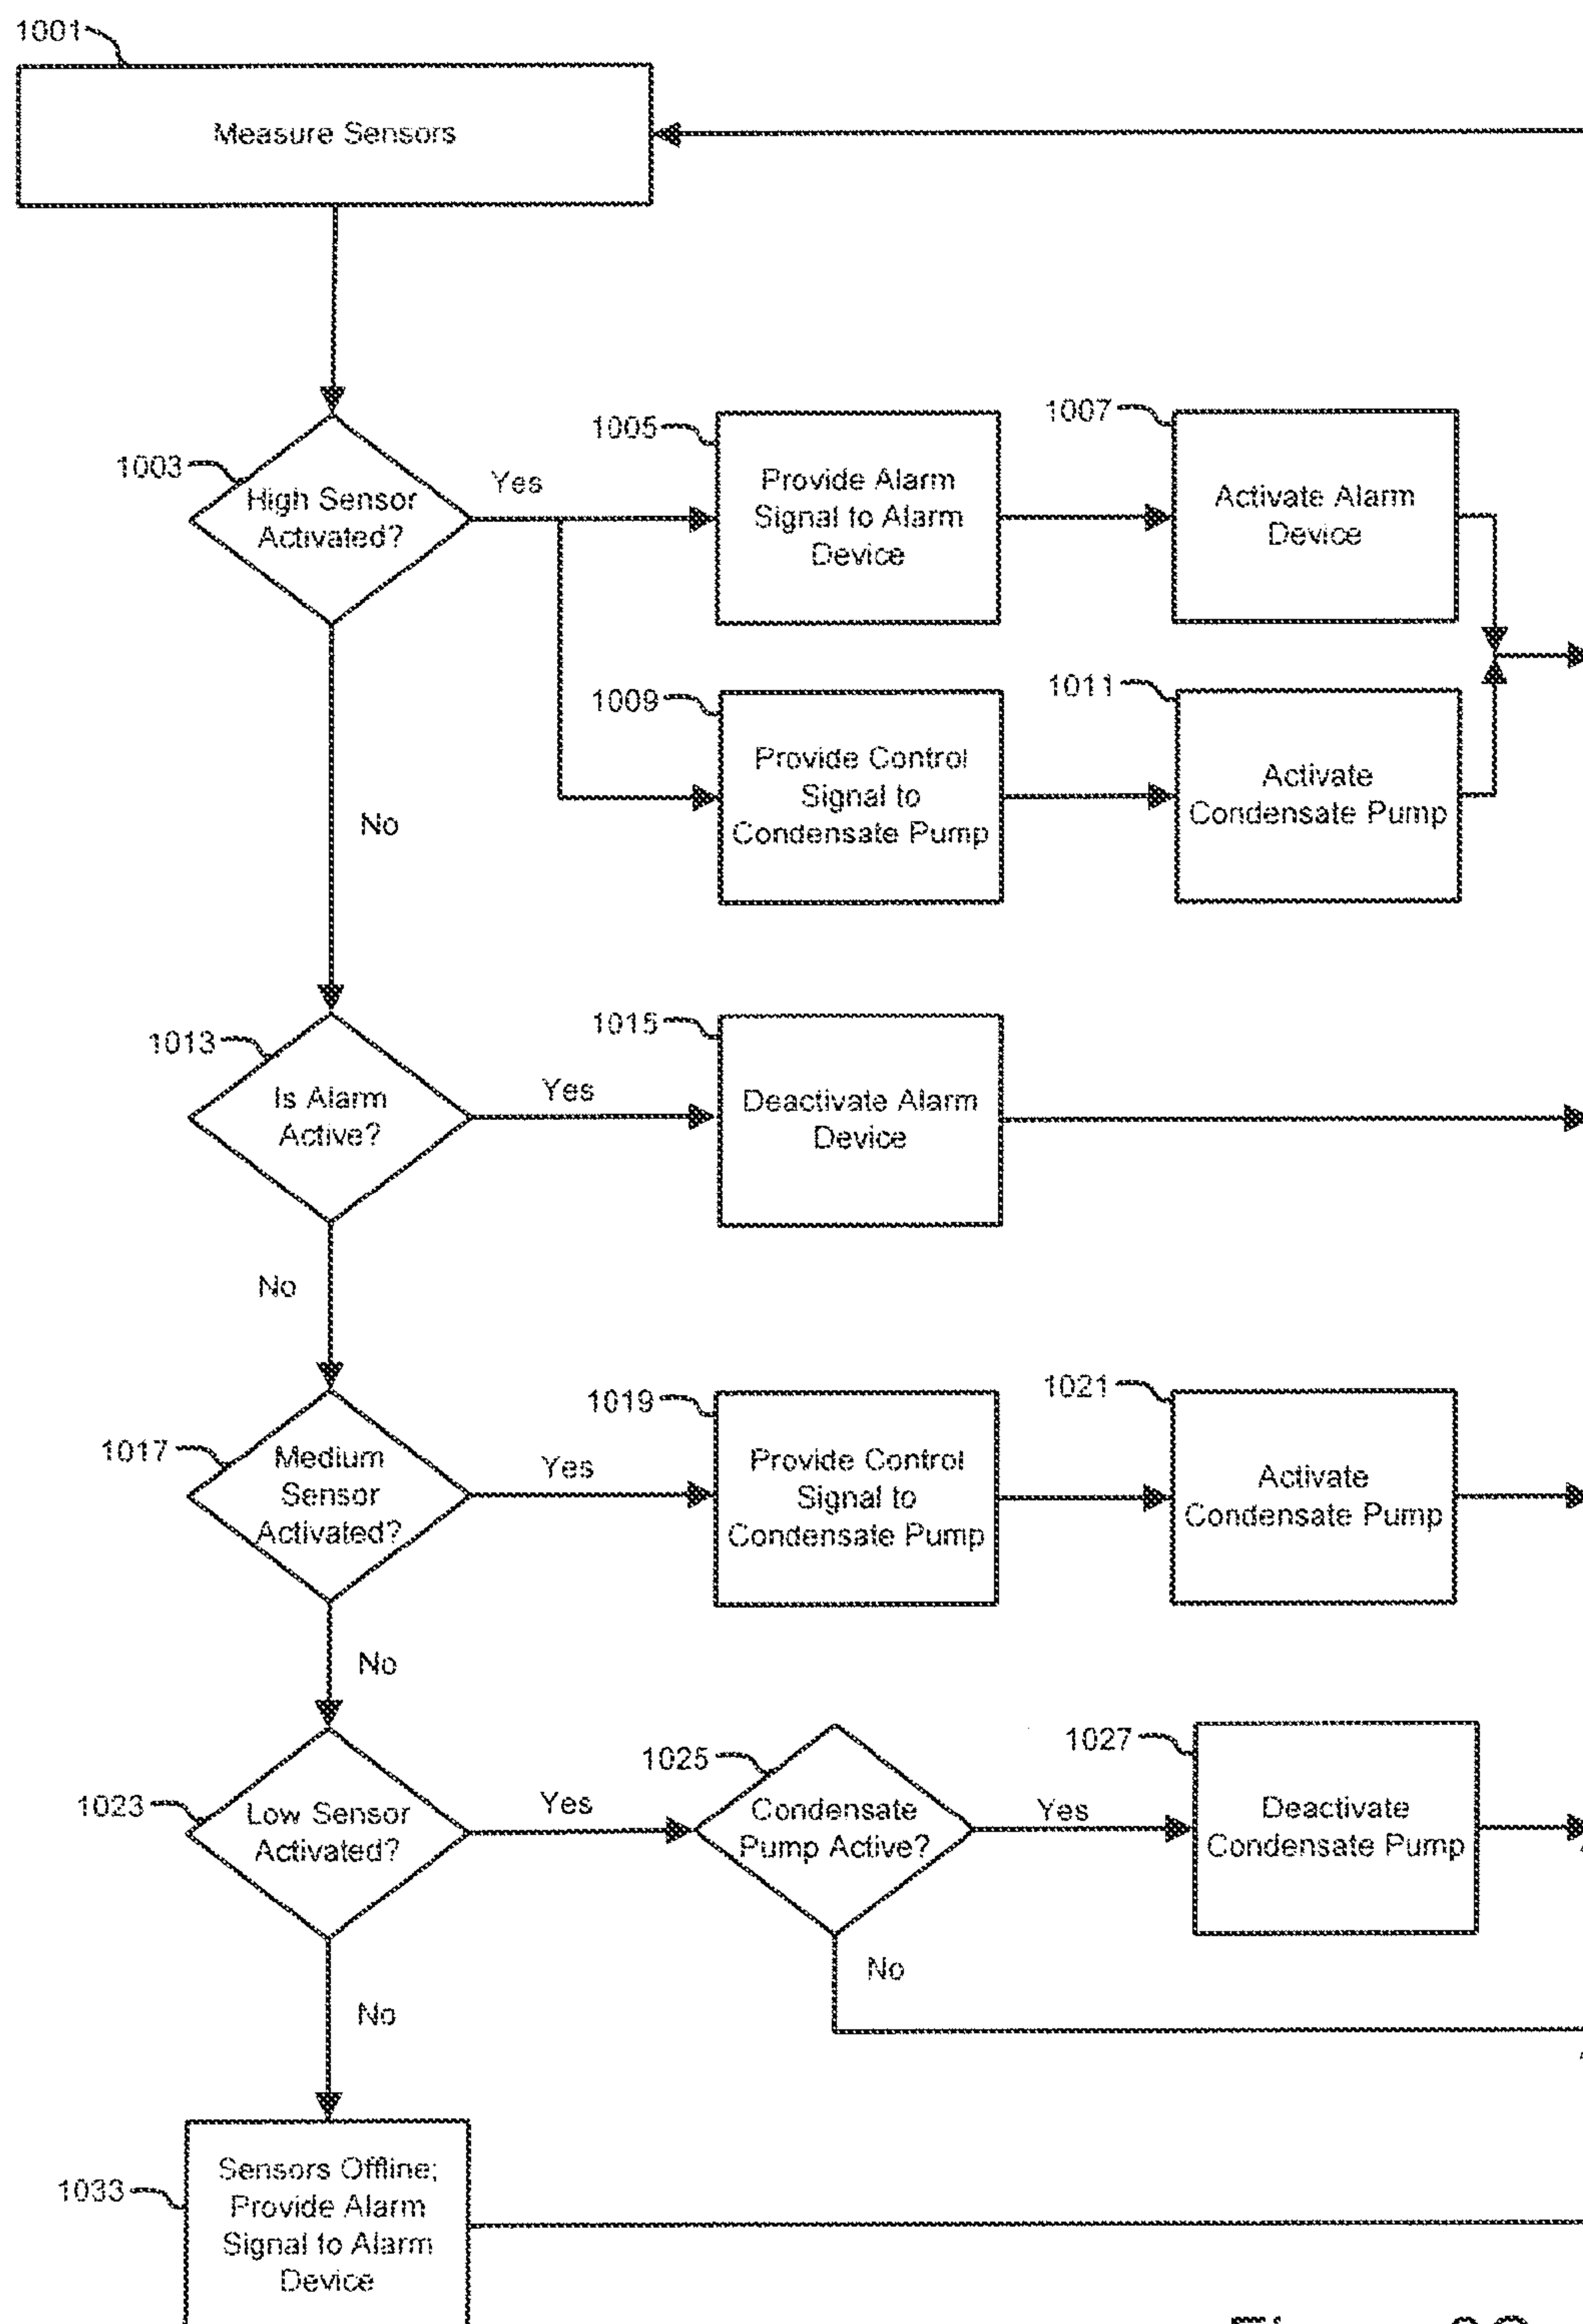 1001
Measure Sensors
1003
High Sensor
Activated?
Yes
1005
Provide Alarm
Signal to Alarm
Device
1007
Activate Alarm
Device
1009
Provide Control
Signal to
Condensate Pump
1011
Activate
Condensate Pump
No
1013
Is Alarm
Active?
Yes
1015
Deactivate Alarm
Device
No
1017
Medium
Sensor
Activated?
Yes
1019
Provide Control
Signal to
Condensate Pump
1021
Activate
Condensate Pump
No
1023
Low Sensor
Activated?
Yes
1025
Condensate
Pump Active?
Yes
1027
Deactivate
Condensate Pump
No
No
1033
Sensors Offline;
Provide Alarm
Signal to Alarm
Device